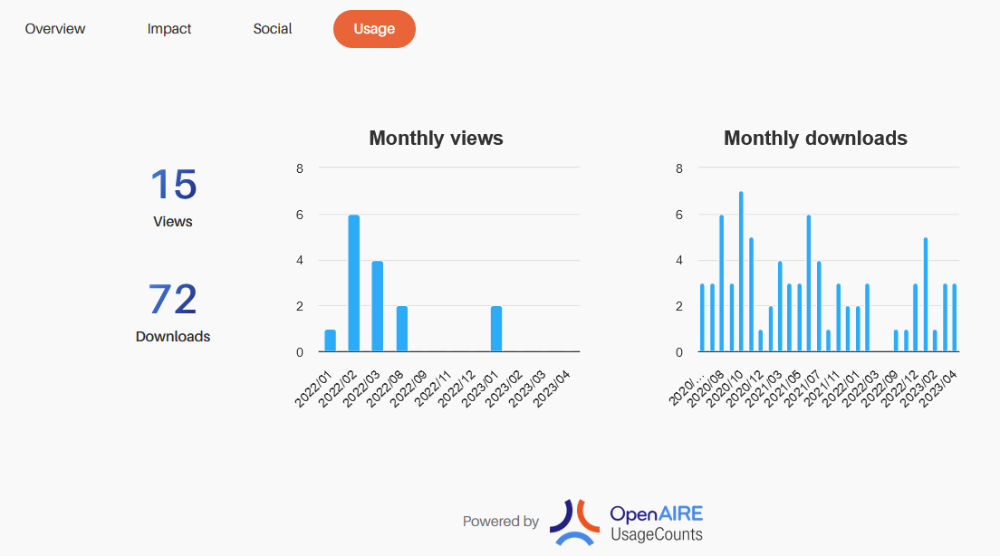 Overview Impact Social Usage
15
Views
72
Downloads
Monthly views
8
6
4
2
0
2022/01 2022/02 2022/03 2022/08 2022/09 2022/11 2022/12 2023/01 2023/02 2023/03 2023/04
Monthly downloads
8
6
4
2
0
2020/... 2020/08 2020/10 2020/12 2021/03 2021/05 2021/07 2021/11 2022/01 2022/03 2022/09 2022/12 2023/02 2023/04
Powered by
OpenAIRE
UsageCounts